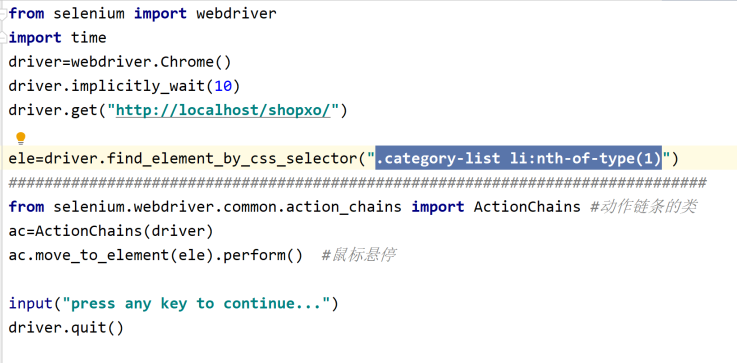 from selenium import webdriver
import time
driver=webdriver.Chrome()
driver.implicitly_wait(10)
driver.get("http://localhost/shopxo/")
ele=driver.find_element_by_css_selector(".category-list li:nth-of-type(1)")
##############################################################################
from selenium.webdriver.common.action_chains import ActionChains #动作链条的类
ac=ActionChains(driver)
ac.move_to_element(ele).perform()  #鼠标悬停
input("press any key to continue...")
driver.quit()